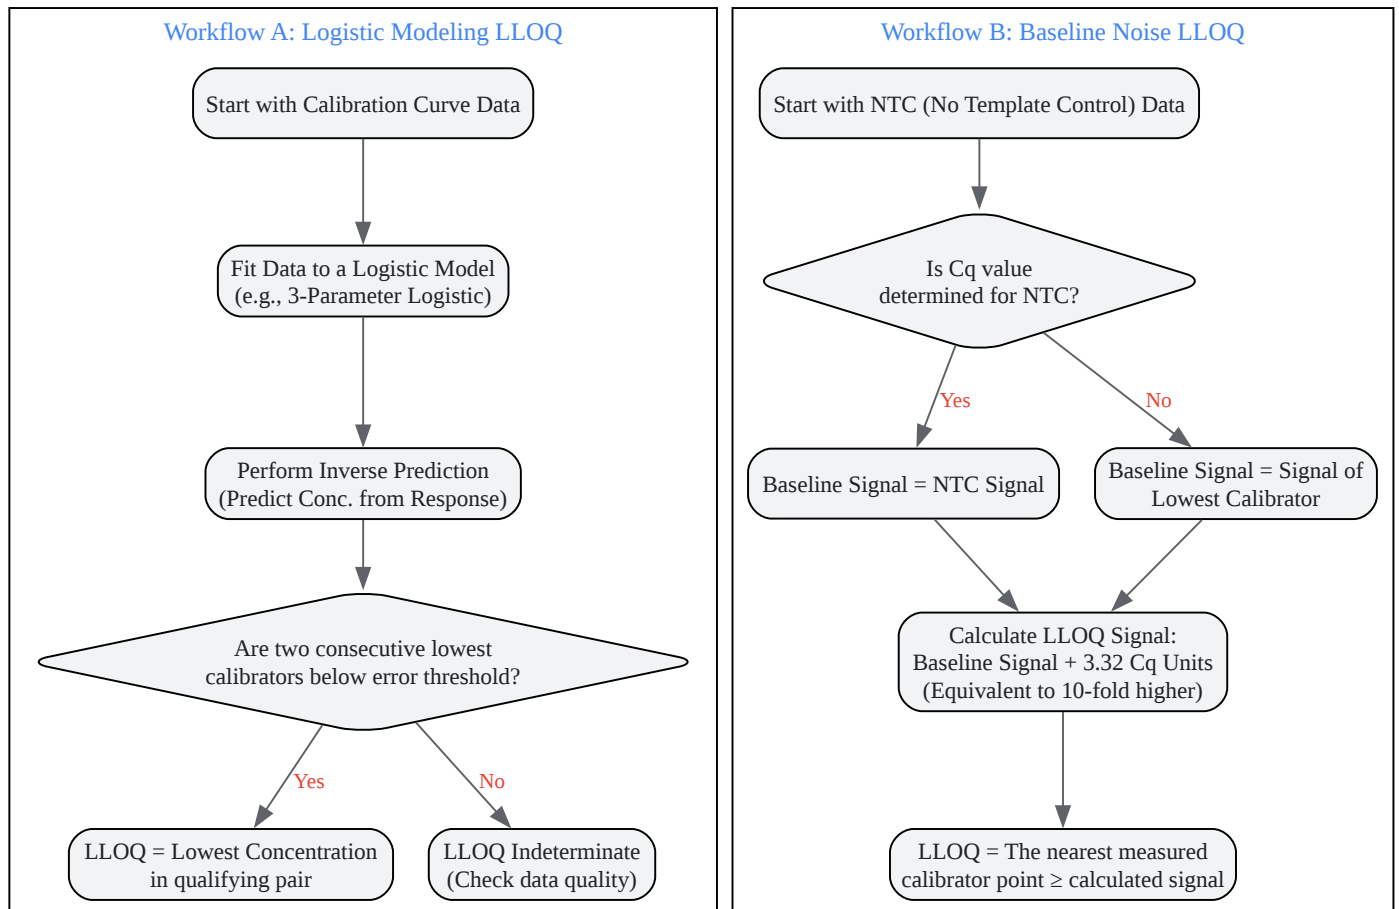 Workflow A: Logistic Modeling LLOQ
Start with Calibration Curve Data
Fit Data to a Logistic Model
(e.g., 3-Parameter Logistic)
Perform Inverse Prediction
(Predict Conc. from Response)
Are two consecutive lowest
calibrators below error threshold?
Yes
No
LLOQ = Lowest Concentration
in qualifying pair
LLOQ Indeterminate
(Check data quality)
Workflow B: Baseline Noise LLOQ
Start with NTC (No Template Control) Data
Is Cq value
determined for NTC?
Yes
No
Baseline Signal = NTC Signal
Baseline Signal = Signal of
Lowest Calibrator
Calculate LLOQ Signal:
Baseline Signal + 3.32 Cq Units
(Equivalent to 10-fold higher)
LLOQ = The nearest measured
calibrator point ≥ calculated signal